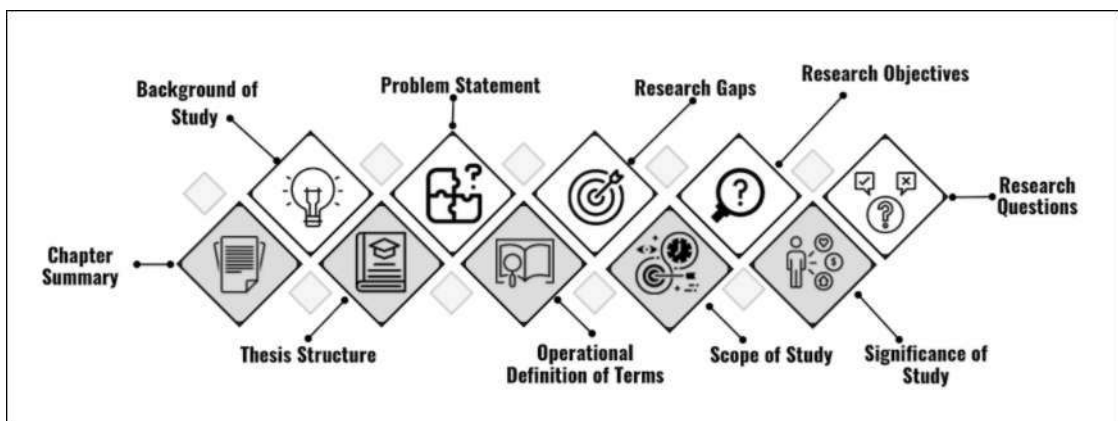 Background of
Study
Problem Statement
Research Gaps
Research Objectives
Research
Questions
Chapter
Summary
Thesis Structure
Operational
Definition of Terms
Scope of Study
Significance of
Study